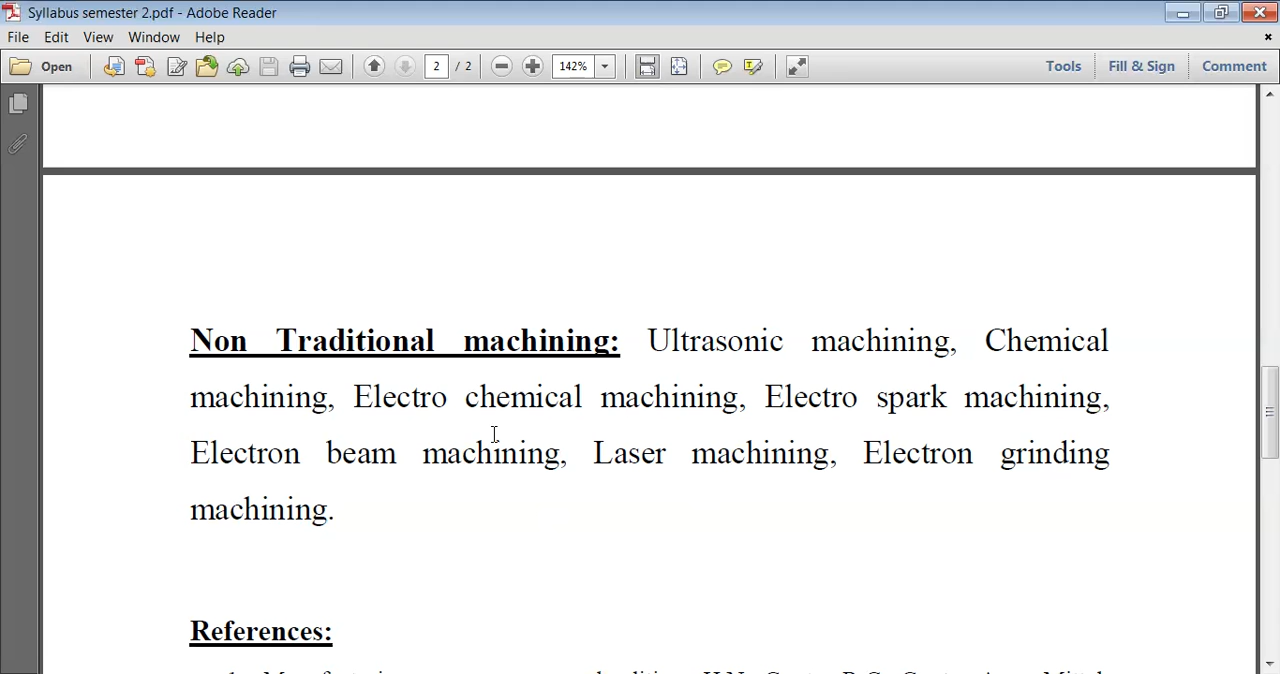 Syllabus semester 2.pdf - Adobe Reader
File Edit View Window Help
Open 2 / 2 142% Tools Fill & Sign Comment
Non Traditional machining: Ultrasonic machining, Chemical
machining, Electro chemical machining, Electro spark machining,
Electron beam machining, Laser machining, Electron grinding
machining.
References: